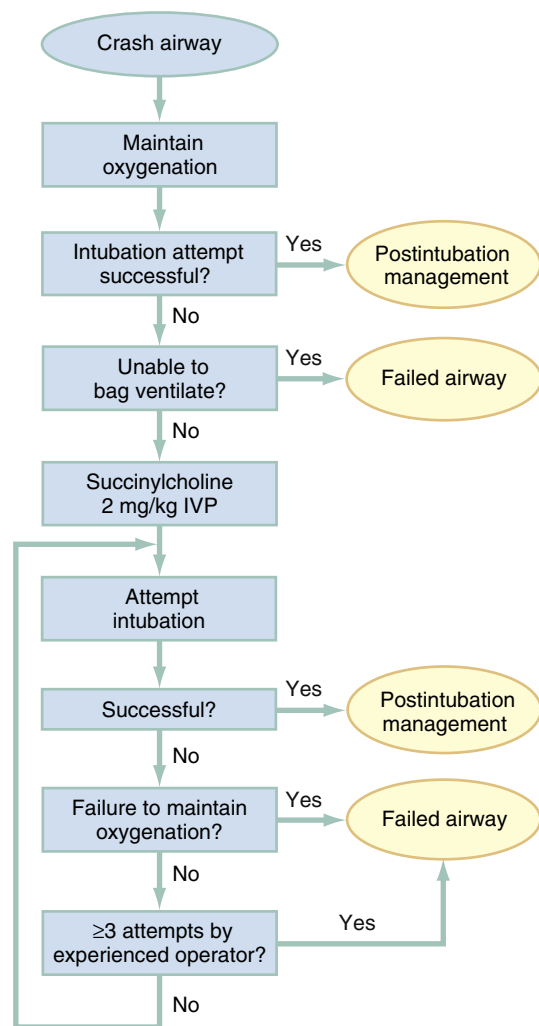 Crash airway
Maintain
oxygenation
Intubation attempt
successful?
Yes
Postintubation
management
No
Unable to
bag ventilate?
Yes
Failed airway
No
Succinylcholine
2 mg/kg IVP
Attempt
intubation
Successful?
Yes
Postintubation
management
No
Failure to maintain
oxygenation?
Yes
Failed airway
No
≥3 attempts by
experienced operator?
Yes
No